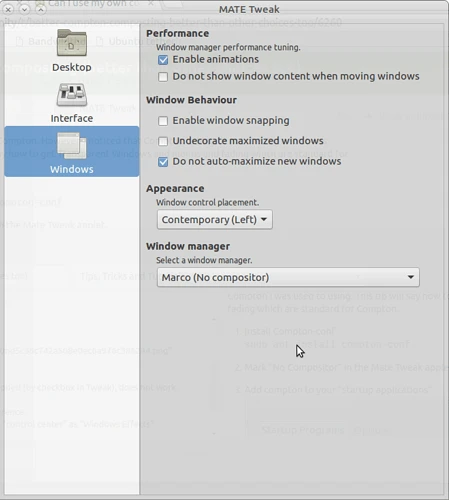 MATE Tweak
Desktop
Interface
Windows
Performance
Window manager performance tuning.
Enable animations
Do not show window content when moving windows
Window Behaviour
Enable window snapping
Undecorate maximized windows
Do not auto-maximize new windows
Appearance
Window control placement.
Contemporary (Left)
Window manager
Select a window manager.
Marco (No compositor)